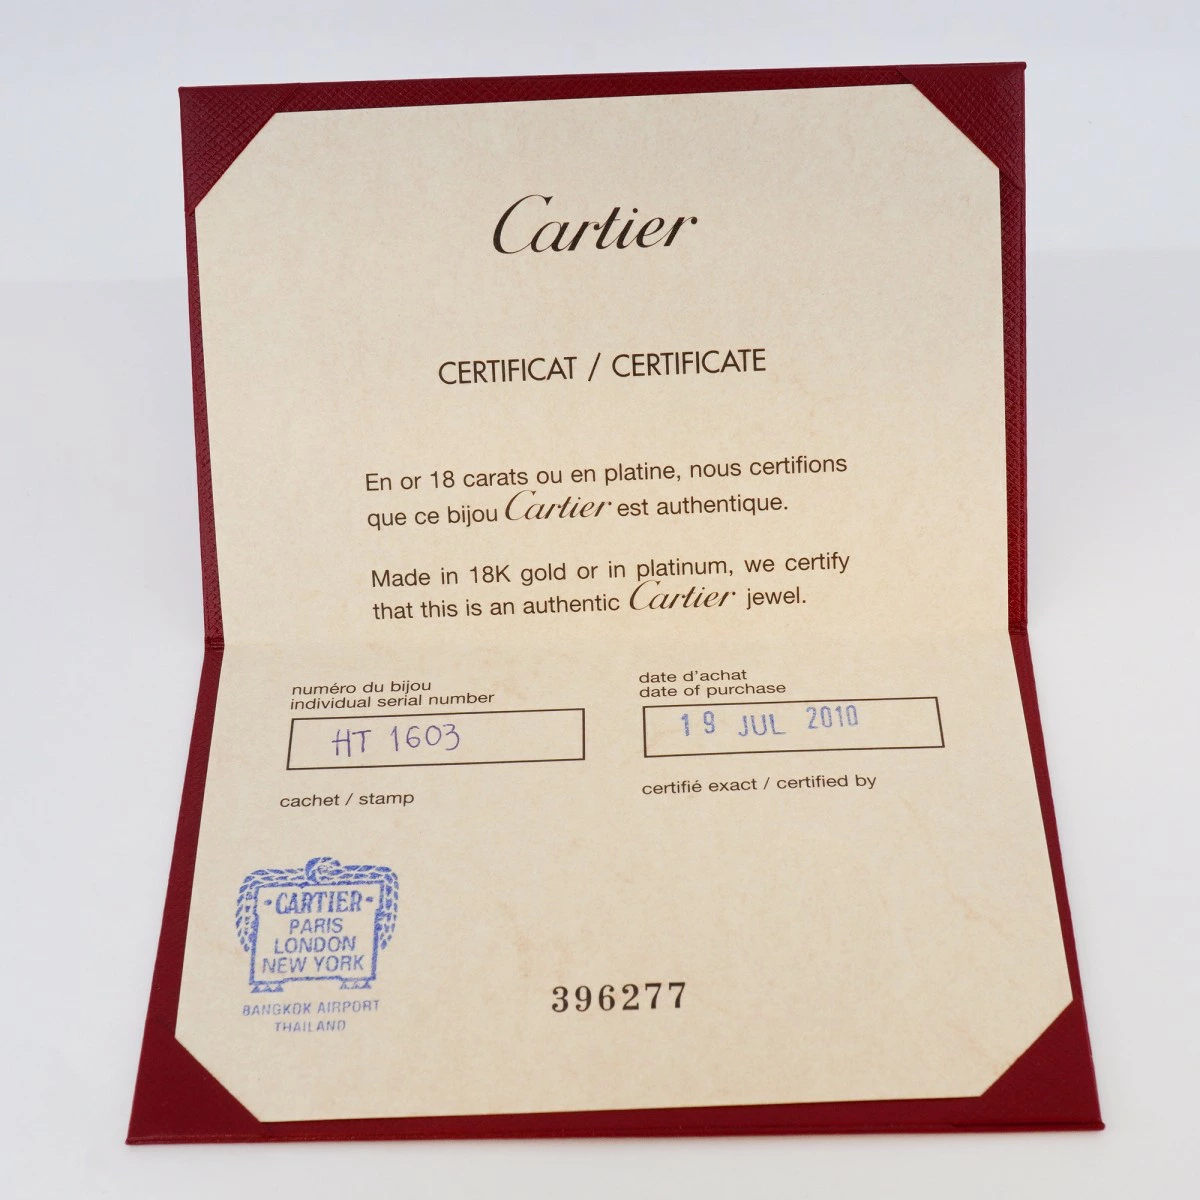 Cartier
CERTIFICAT / CERTIFICATE
En or 18 carats ou en platine, nous certifions
que ce bijou Cartier est authentique.
Made in 18K gold or in platinum, we certify
that this is an authentic Cartier jewel.
numéro du bijou
individual serial number
HT 1603
date d'achat
date of purchase
19 JUL 2010
cachet / stamp
certifié exact / certified by
·CARTIER·
PARIS
LONDON
NEW YORK
BANGKOK AIRPORT
THAILAND
396277